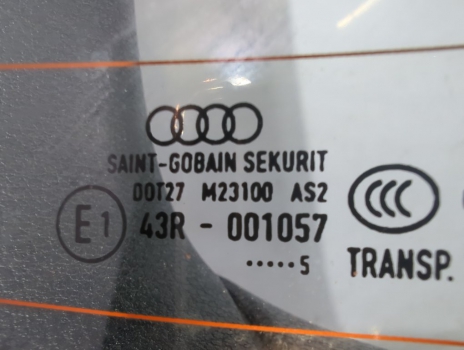 SAINT-GOBAIN SEKURIT
DOT27 M23100 AS2
E1 43R - 001057
CCC
.....5
TRANSP.